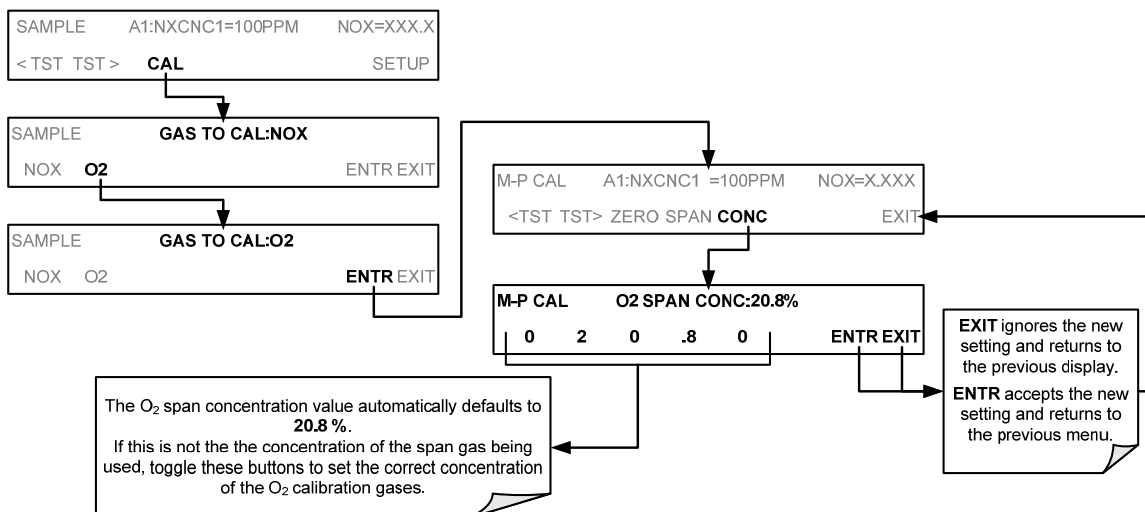 SAMPLE A1:NXCNC1=100PPM NOX=XXX.X
< TST TST > CAL SETUP
SAMPLE GAS TO CAL:NOX
NOX O2 ENTR EXIT
SAMPLE GAS TO CAL:O2
NOX O2 ENTR EXIT
M-P CAL A1:NXCNC1 =100PPM NOX=X.XXX
<TST TST> ZERO SPAN CONC EXIT
M-P CAL O2 SPAN CONC:20.8%
0 2 0 .8 0 ENTR EXIT
The O2 span concentration value automatically defaults to
20.8 %.
If this is not the the concentration of the span gas being
used, toggle these buttons to set the correct concentration
of the O2 calibration gases.
EXIT ignores the new
setting and returns to
the previous display.
ENTR accepts the new
setting and returns to
the previous menu.